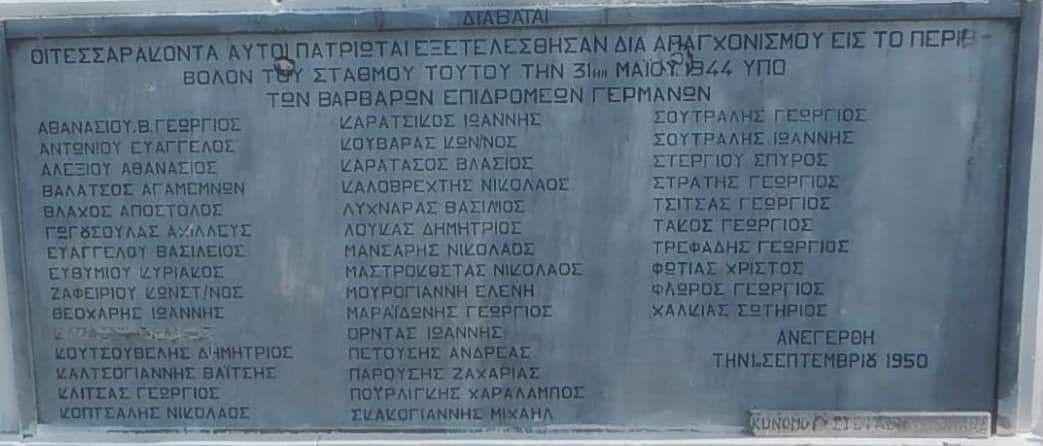 ΔΙΑΒΑΤΑΙ
ΟΙ ΤΕΣΣΑΡΑΚΟΝΤΑ ΑΥΤΟΙ ΠΑΤΡΙΩΤΑΙ ΕΞΕΤΕΛΕΣΘΗΣΑΝ ΔΙΑ ΑΠΑΓΧΟΝΙΣΜΟΥ ΕΙΣ ΤΟ ΠΕΡΙ-
ΒΟΛΟΝ ΤΟΥ ΣΤΑΘΜΟΥ ΤΟΥΤΟΥ ΤΗΝ 31ην ΜΑΪΟΥ 1944 ΥΠΟ
ΤΩΝ ΒΑΡΒΑΡΩΝ ΕΠΙΔΡΟΜΕΩΝ ΓΕΡΜΑΝΩΝ
ΑΘΑΝΑΣΙΟΥ.Β.ΓΕΩΡΓΙΟΣ
ΑΝΤΩΝΙΟΥ ΕΥΑΓΓΕΛΟΣ
ΑΛΕΞΙΟΥ ΑΘΑΝΑΣΙΟΣ
ΒΑΛΑΤΣΟΣ ΑΓΑΜΕΜΝΩΝ
ΒΛΑΧΟΣ ΑΠΟΣΤΟΛΟΣ
ΓΩΓȣΣΟΥΛΑΣ ΑΧΙΛΛΕΥΣ
ΕΥΑΓΓΕΛΟΥ ΒΑΣΙΛΕΙΟΣ
ΕΥΘΥΜΙΟΥ ΚΥΡΙΑΚΟΣ
ΖΑΦΕΙΡΙΟΥ ΚΩΝΣΤ/ΝΟΣ
ΘΕΟΧΑΡΗΣ ΙΩΑΝΝΗΣ
ΚΟΥΤΣΟΥΒΕΛΗΣ ΔΗΜΗΤΡΙΟΣ
ΚΑΛΤΣΟΓΙΑΝΝΗΣ ΒΑΪΤΣΗΣ
ΚΛΙΤΣΑΣ ΓΕΩΡΓΙΟΣ
ΚΟΠΤΣΑΛΗΣ ΝΙΚΟΛΑΟΣ
ΚΑΡΑΤΣΙΚΟΣ ΙΩΑΝΝΗΣ
ΚΟΥΒΑΡΑΣ ΚΩΝ/ΝΟΣ
ΚΑΡΑΤΑΣΟΣ ΒΛΑΣΙΟΣ
ΚΑΛΟΒΡΕΧΤΗΣ ΝΙΚΟΛΑΟΣ
ΛΥΧΝΑΡΑΣ ΒΑΣΙΛΙΟΣ
ΛΟΥΚΑΣ ΔΗΜΗΤΡΙΟΣ
ΜΑΝΣΑΡΗΣ ΝΙΚΟΛΑΟΣ
ΜΑΣΤΡΟΚΩΣΤΑΣ ΝΙΚΟΛΑΟΣ
ΜΟΥΡΟΓΙΑΝΝΗ ΕΛΕΝΗ
ΜΑΡΑΪΔΩΝΗΣ ΓΕΩΡΓΙΟΣ
ΟΡΝΤΑΣ ΙΩΑΝΝΗΣ
ΠΕΤΟΥΣΗΣ ΑΝΔΡΕΑΣ
ΠΑΡΟΥΣΗΣ ΖΑΧΑΡΙΑΣ
ΠΟΥΡΛΙΓΚΗΣ ΧΑΡΑΛΑΜΠΟΣ
ΣΚΑΚΟΓΙΑΝΝΗΣ ΜΙΧΑΗΛ
ΣΟΥΤΡΑΛΗΣ ΓΕΩΡΓΙΟΣ
ΣΟΥΤΡΑΛΗΣ ΙΩΑΝΝΗΣ
ΣΤΕΡΓΙΟΥ ΣΠΥΡΟΣ
ΣΤΡΑΤΗΣ ΓΕΩΡΓΙΟΣ
ΤΣΙΤΣΑΣ ΓΕΩΡΓΙΟΣ
ΤΑΚΟΣ ΓΕΩΡΓΙΟΣ
ΤΡΕΦΑΔΗΣ ΓΕΩΡΓΙΟΣ
ΦΩΤΙΑΣ ΧΡΙΣΤΟΣ
ΦΛΩΡΟΣ ΓΕΩΡΓΙΟΣ
ΧΑΛΚΙΑΣ ΣΩΤΗΡΙΟΣ
ΑΝΕΓΕΡΘΗ
ΤΗΝ 1.ΣΕΠΤΕΜΒΡΙȣ 1950